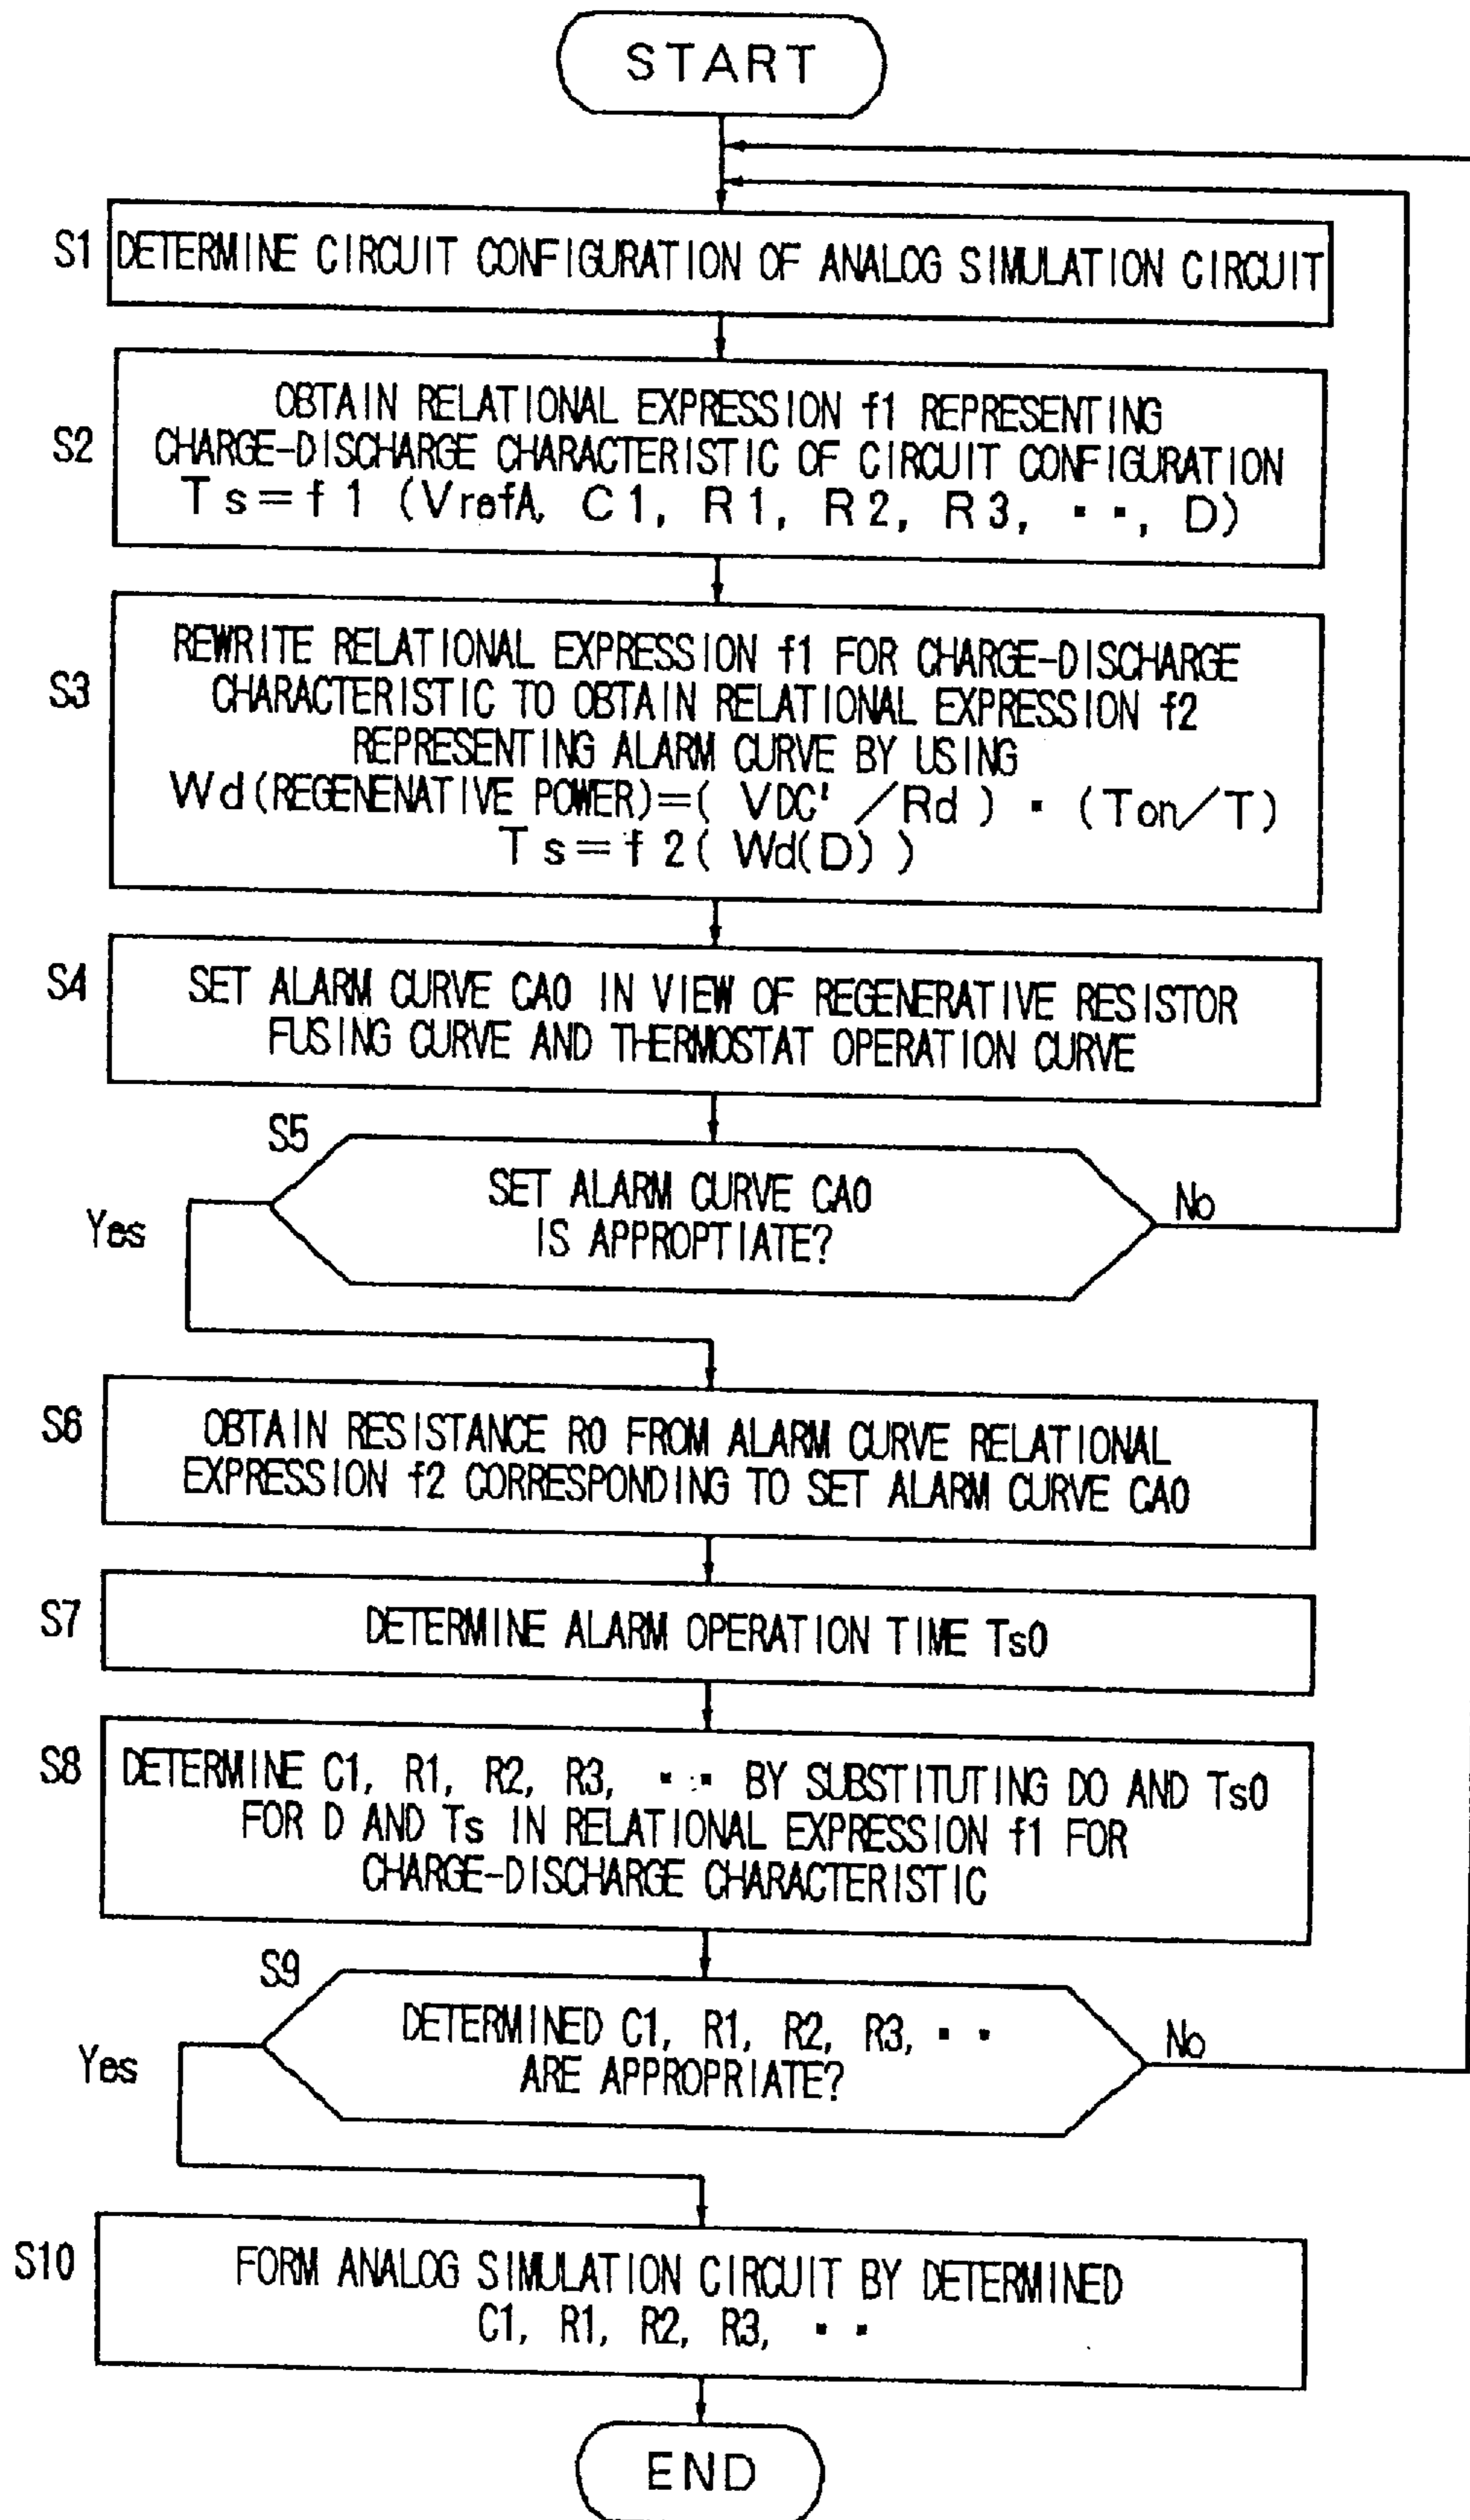 START
S1 DETERMINE CIRCUIT CONFIGURATION OF ANALOG SIMULATION CIRCUIT
S2
OBTAIN RELATIONAL EXPRESSION f1 REPRESENTING
CHARGE-DISCHARGE CHARACTERISTIC OF CIRCUIT CONFIGURATION
Ts=f1 (VrefA, C1, R1, R2, R3, ··, D)
S3
REWRITE RELATIONAL EXPRESSION f1 FOR CHARGE-DISCHARGE
CHARACTERISTIC TO OBTAIN RELATIONAL EXPRESSION f2
REPRESENTING ALARM CURVE BY USING
Wd(REGENENATIVE POWER)=( VDC' /Rd ) · (Ton/T)
Ts=f2( Wd(D) )
S4
SET ALARM CURVE CA0 IN VIEW OF REGENERATIVE RESISTOR
FUSING CURVE AND THERMOSTAT OPERATION CURVE
S5
SET ALARM CURVE CA0
IS APPROPTIATE?
Yes
No
S6
OBTAIN RESISTANCE R0 FROM ALARM CURVE RELATIONAL
EXPRESSION f2 CORRESPONDING TO SET ALARM CURVE CA0
S7
DETERMINE ALARM OPERATION TIME Ts0
S8
DETERMINE C1, R1, R2, R3, ·· BY SUBSTITUTING D0 AND Ts0
FOR D AND Ts IN RELATIONAL EXPRESSION f1 FOR
CHARGE-DISCHARGE CHARACTERISTIC
S9
DETERMINED C1, R1, R2, R3, ··
ARE APPROPRIATE?
Yes
No
S10
FORM ANALOG SIMULATION CIRCUIT BY DETERMINED
C1, R1, R2, R3, ··
END